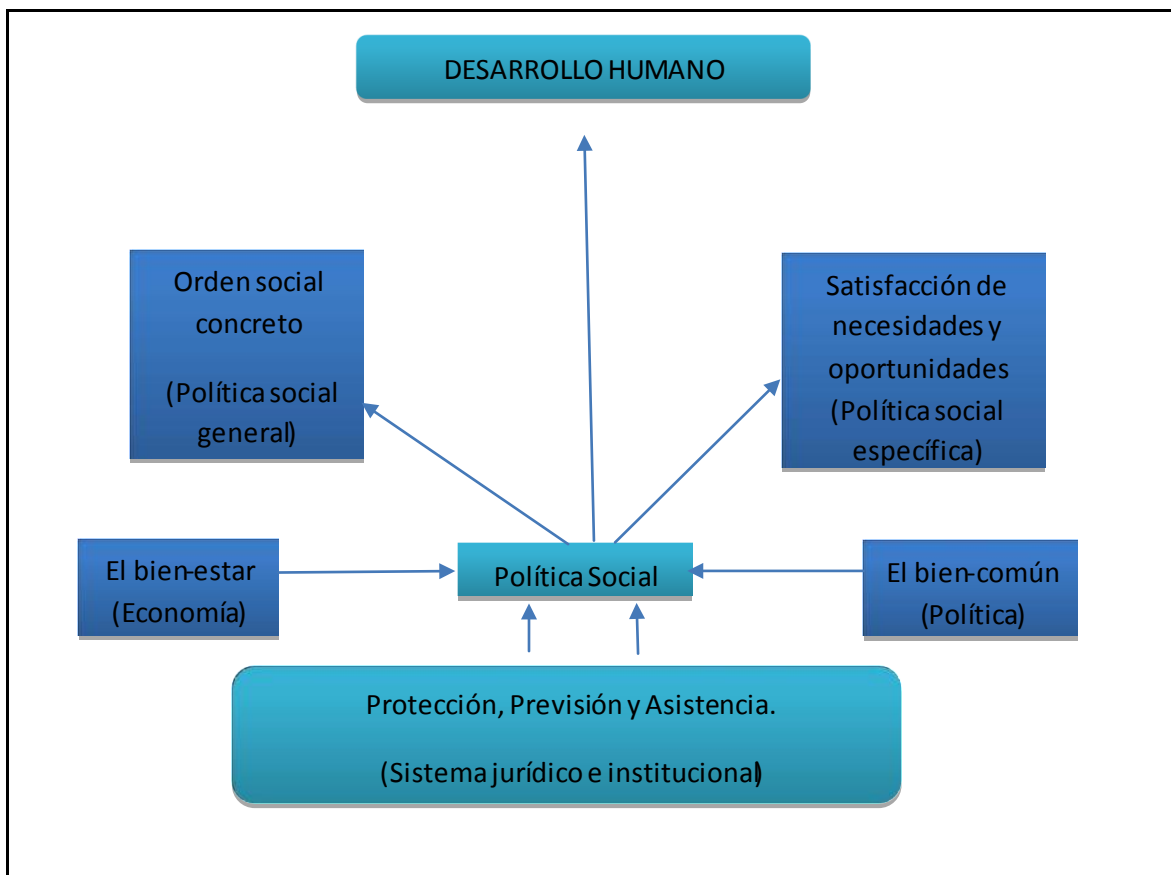 DESARROLLO HUMANO
Orden social
concreto
(Política social
general)
Satisfacción de
necesidades y
oportunidades
(Política social
específica)
El bien-estar
(Economía)
Política Social
El bien-común
(Política)
Protección, Previsión y Asistencia.
(Sistema jurídico e institucional)